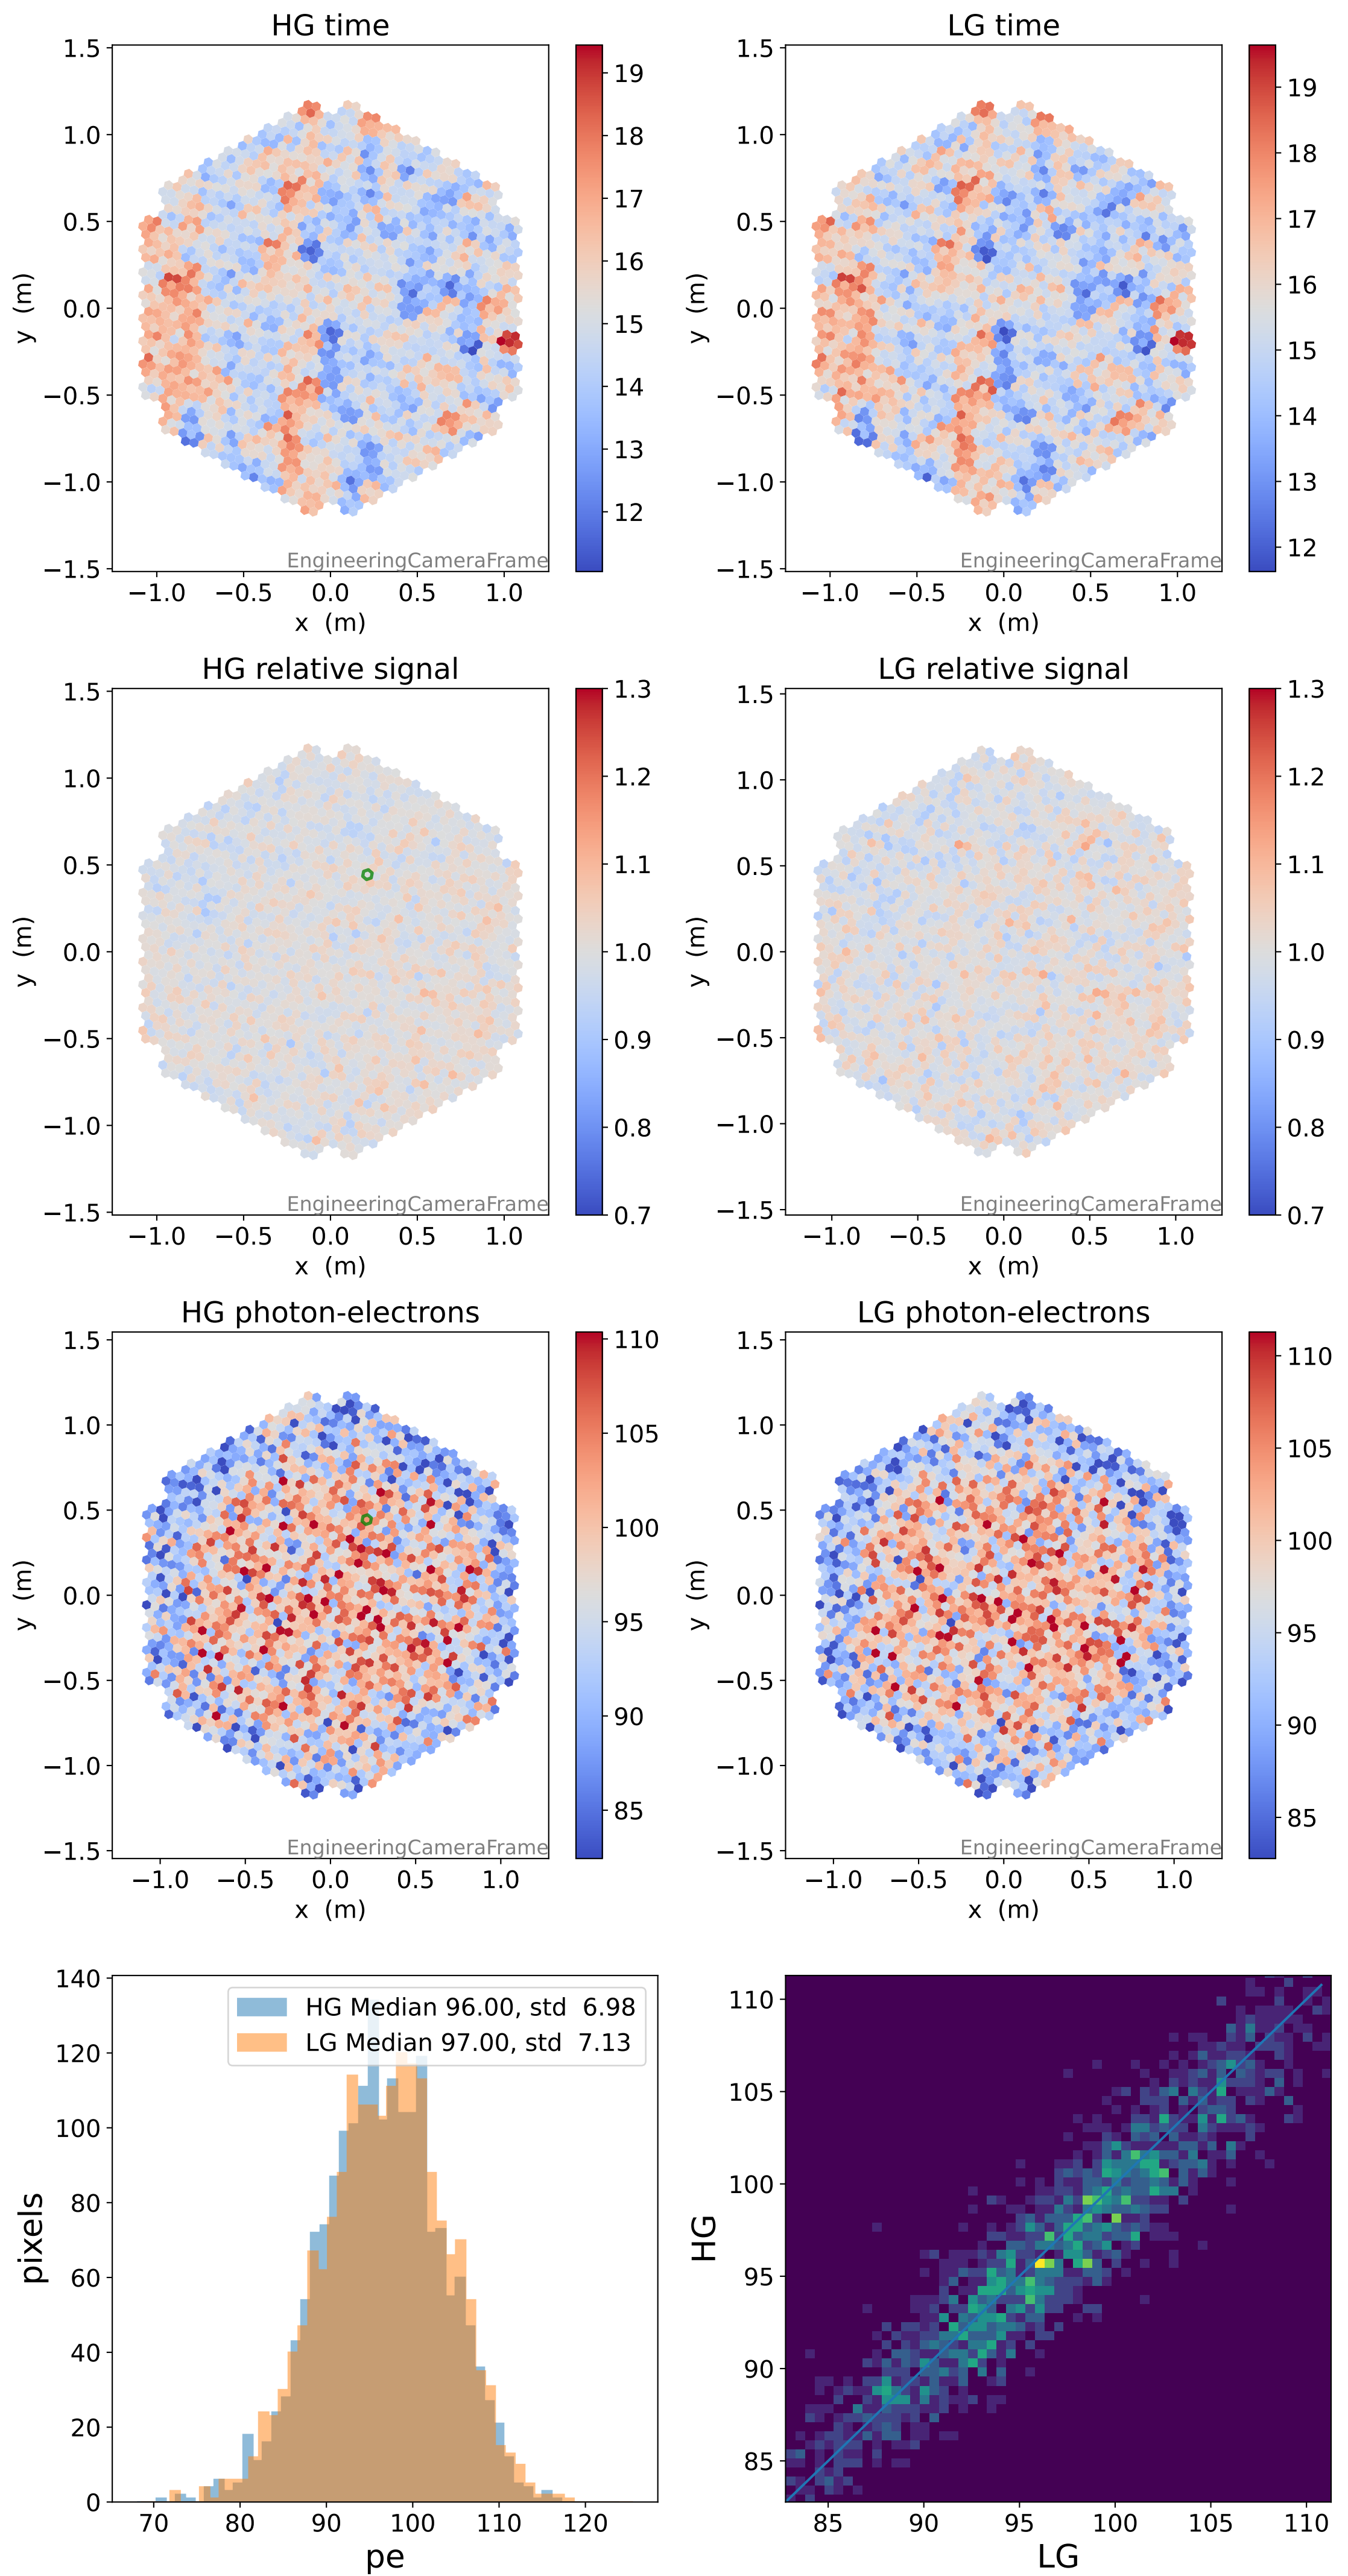 HG time
LG time
1.5
1.0
0.5
0.0
−0.5
−1.0
−1.5
y (m)
−1.0 −0.5 0.0 0.5 1.0
x (m)
EngineeringCameraFrame
19
18
17
16
15
14
13
12
1.5
1.0
0.5
0.0
−0.5
−1.0
−1.5
y (m)
−1.0 −0.5 0.0 0.5 1.0
x (m)
EngineeringCameraFrame
19
18
17
16
15
14
13
12
HG relative signal
LG relative signal
1.5
1.0
0.5
0.0
−0.5
−1.0
−1.5
y (m)
−1.0 −0.5 0.0 0.5 1.0
x (m)
EngineeringCameraFrame
1.3
1.2
1.1
1.0
0.9
0.8
0.7
1.5
1.0
0.5
0.0
−0.5
−1.0
−1.5
y (m)
−1.0 −0.5 0.0 0.5 1.0
x (m)
EngineeringCameraFrame
1.3
1.2
1.1
1.0
0.9
0.8
0.7
HG photon-electrons
LG photon-electrons
1.5
1.0
0.5
0.0
−0.5
−1.0
−1.5
y (m)
−1.0 −0.5 0.0 0.5 1.0
x (m)
EngineeringCameraFrame
110
105
100
95
90
85
1.5
1.0
0.5
0.0
−0.5
−1.0
−1.5
y (m)
−1.0 −0.5 0.0 0.5 1.0
x (m)
EngineeringCameraFrame
110
105
100
95
90
85
HG Median 96.00, std 6.98
LG Median 97.00, std 7.13
140
120
100
80
60
40
20
0
pixels
70 80 90 100 110 120
pe
110
105
100
95
90
85
HG
85 90 95 100 105 110
LG